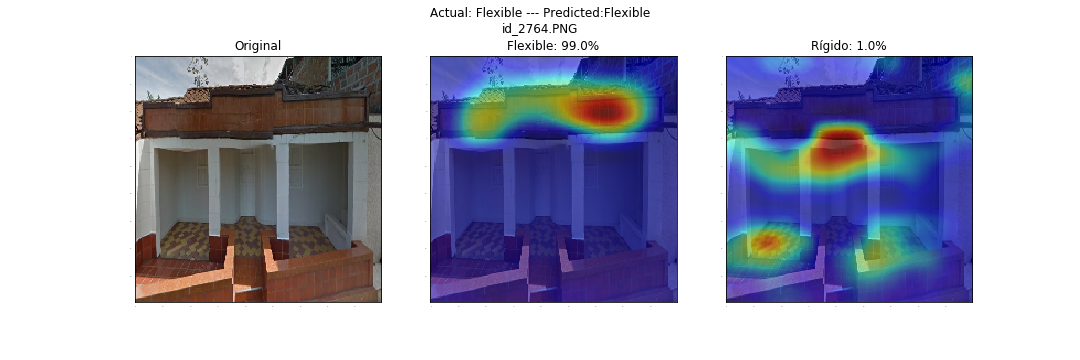 Actual: Flexible --- Predicted:Flexible
id_2764.PNG
Original
Flexible: 99.0%
Rígido: 1.0%